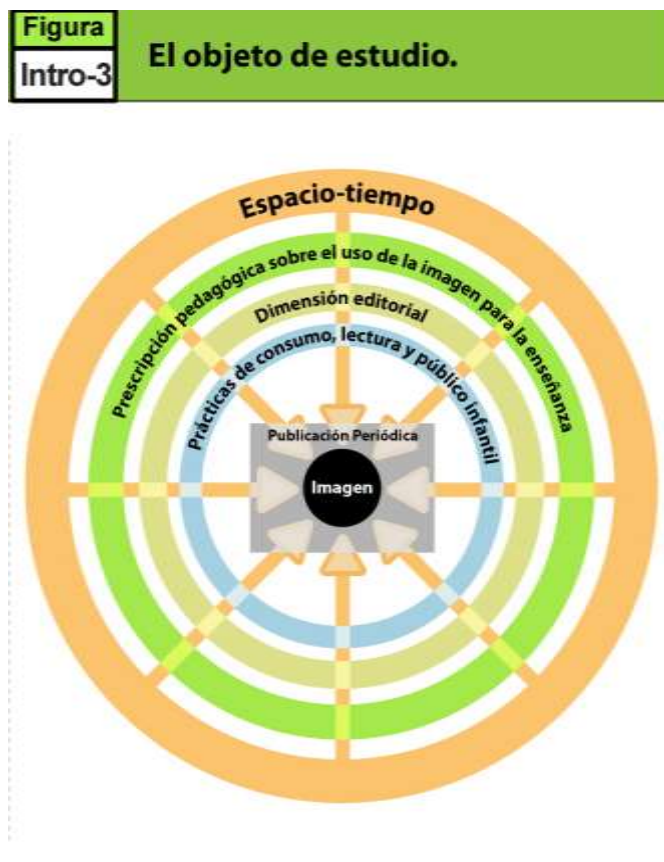 Figura
Intro-3
El objeto de estudio.
Espacio-tiempo
Prescripción pedagógica sobre el uso de la imagen para la enseñanza
Dimensión editorial
Prácticas de consumo, lectura y público infantil
Publicación Periódica
Imagen